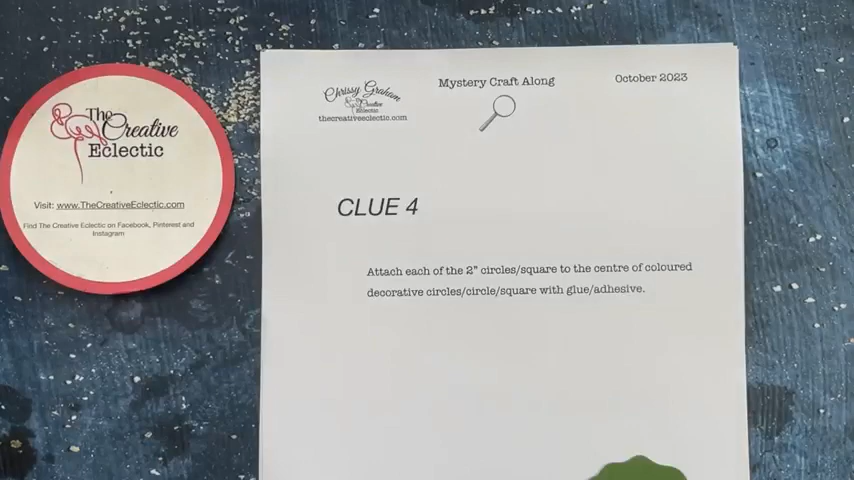 The
Creative
Eclectic
Visit: www.TheCreativeEclectic.com
Find The Creative Eclectic on Facebook, Pinterest and
Instagram
Chrissy Graham
The
Creative
Eclectic
thecreativeeclectic.com
Mystery Craft Along
October 2023
CLUE 4
Attach each of the 2" circles/square to the centre of coloured
decorative circles/circle/square with glue/adhesive.